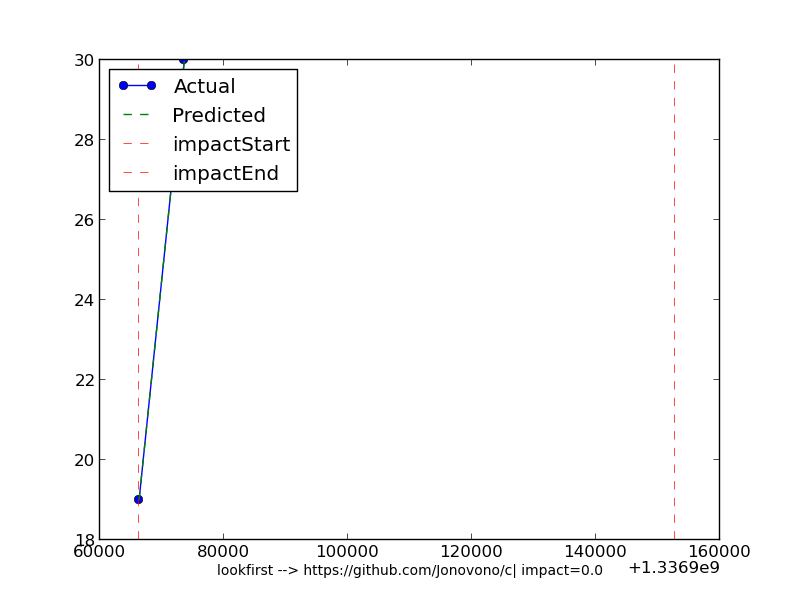 30
28
26
24
22
20
18
Actual
Predicted
impactStart
impactEnd
60000 80000 100000 120000 140000 160000
+1.3369e9
lookfirst --> https://github.com/Jonovono/c| impact=0.0